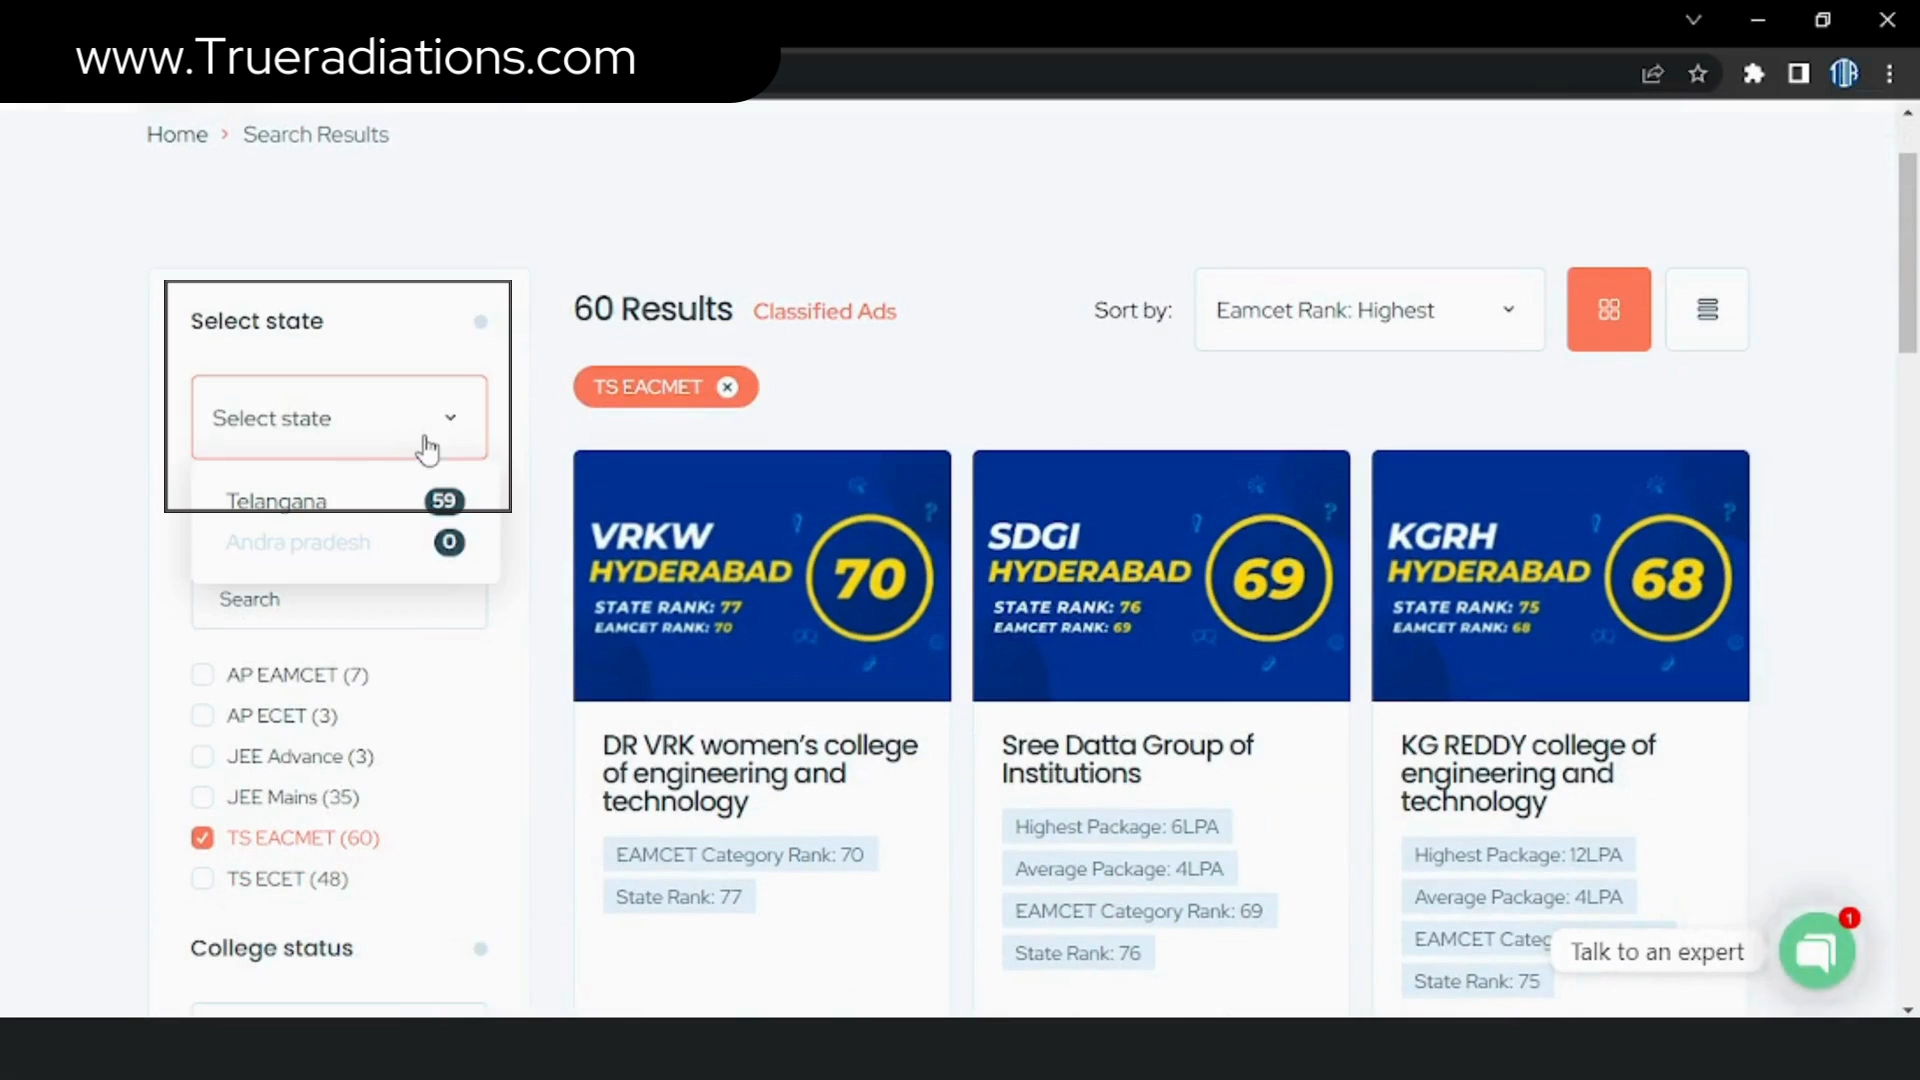 www.Trueradiations.com
Home > Search Results
Select state
Select state
Telangana 59
Andra pradesh 0
Search
AP EAMCET (7)
AP ECET (3)
JEE Advance (3)
JEE Mains (35)
TS EACMET (60)
TS ECET (48)
College status
60 Results Classified Ads
Sort by: Eamcet Rank: Highest
TS EACMET
VRKW
HYDERABAD
STATE RANK: 77
EAMCET RANK: 70
70
DR VRK women's college
of engineering and
technology
EAMCET Category Rank: 70
State Rank: 77
SDGI
HYDERABAD
STATE RANK: 76
EAMCET RANK: 69
69
Sree Datta Group of
Institutions
Highest Package: 6LPA
Average Package: 4LPA
EAMCET Category Rank: 69
State Rank: 76
KGRH
HYDERABAD
STATE RANK: 75
EAMCET RANK: 68
68
KG REDDY college of
engineering and
technology
Highest Package: 12LPA
Average Package: 4LPA
EAMCET Categ
State Rank: 75
Talk to an expert
1